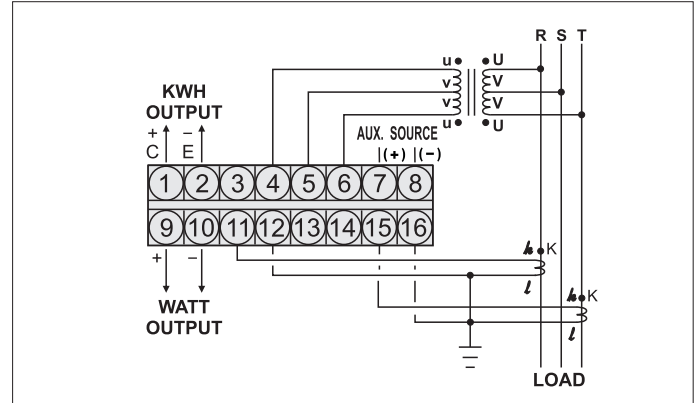 R S T
u U
v V
v V
u U
KWH
OUTPUT
+ −
C E
AUX. SOURCE
(+) (−)
1 2 3 4 5 6 7 8
9 10 11 12 13 14 15 16
+ −
WATT
OUTPUT
k K
l
k K
l
LOAD